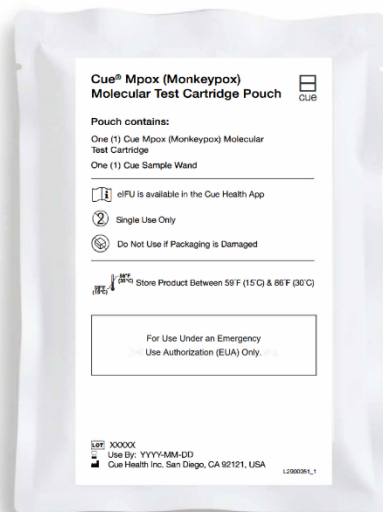 Cue® Mpox (Monkeypox)
Molecular Test Cartridge Pouch
cue
Pouch contains:
One (1) Cue Mpox (Monkeypox) Molecular
Test Cartridge
One (1) Cue Sample Wand
eIFU is available in the Cue Health App
2 Single Use Only
Do Not Use if Packaging is Damaged
(15°C)
(30°C)
Store Product Between 59°F (15°C) & 86°F (30°C)
For Use Under an Emergency
Use Authorization (EUA) Only.
LOT XXXXX
Use By: YYYY-MM-DD
Cue Health Inc. San Diego, CA 92121, USA
L2900051_1